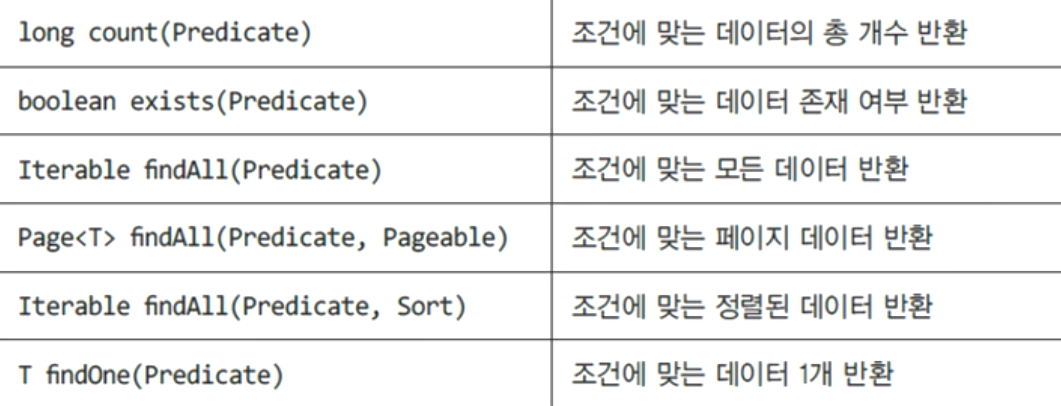 long count(Predicate) 조건에 맞는 데이터의 총 개수 반환
boolean exists(Predicate) 조건에 맞는 데이터 존재 여부 반환
Iterable findAll(Predicate) 조건에 맞는 모든 데이터 반환
Page<T> findAll(Predicate, Pageable) 조건에 맞는 페이지 데이터 반환
Iterable findAll(Predicate, Sort) 조건에 맞는 정렬된 데이터 반환
T findOne(Predicate) 조건에 맞는 데이터 1개 반환